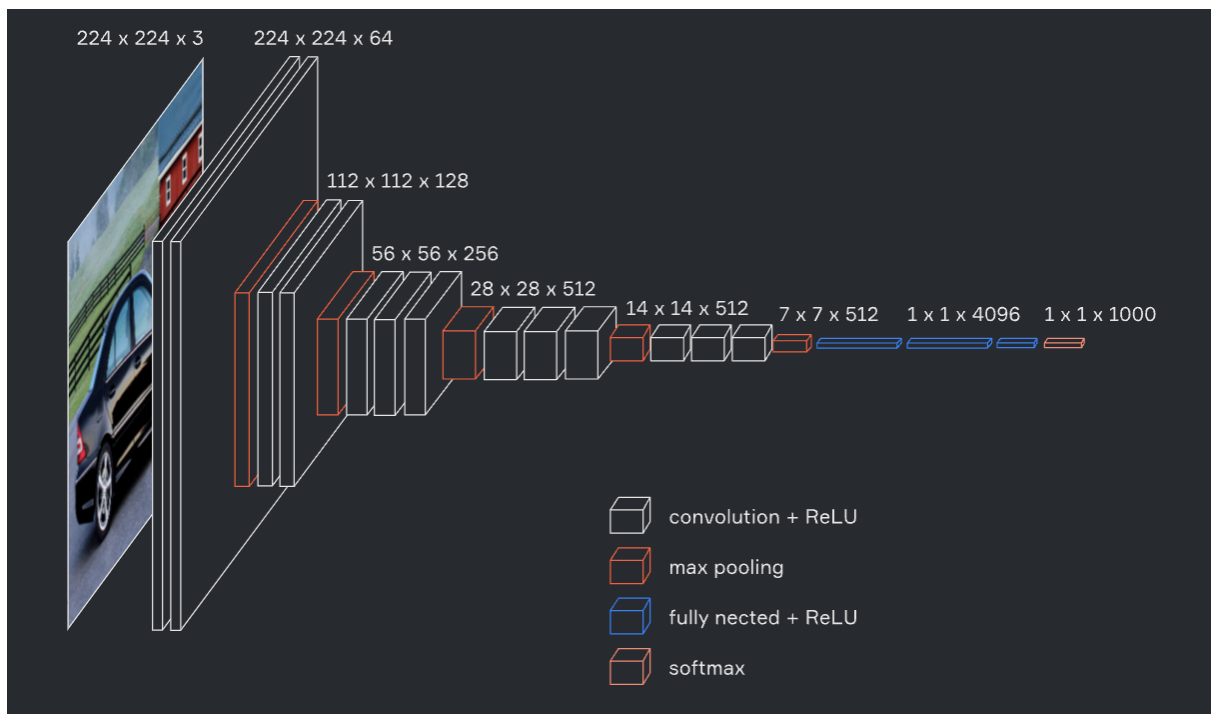 224 x 224 x 3
224 x 224 x 64
112 x 112 x 128
56 x 56 x 256
28 x 28 x 512
14 x 14 x 512
7 x 7 x 512
1 x 1 x 4096
1 x 1 x 1000
convolution + ReLU
max pooling
fully nected + ReLU
softmax